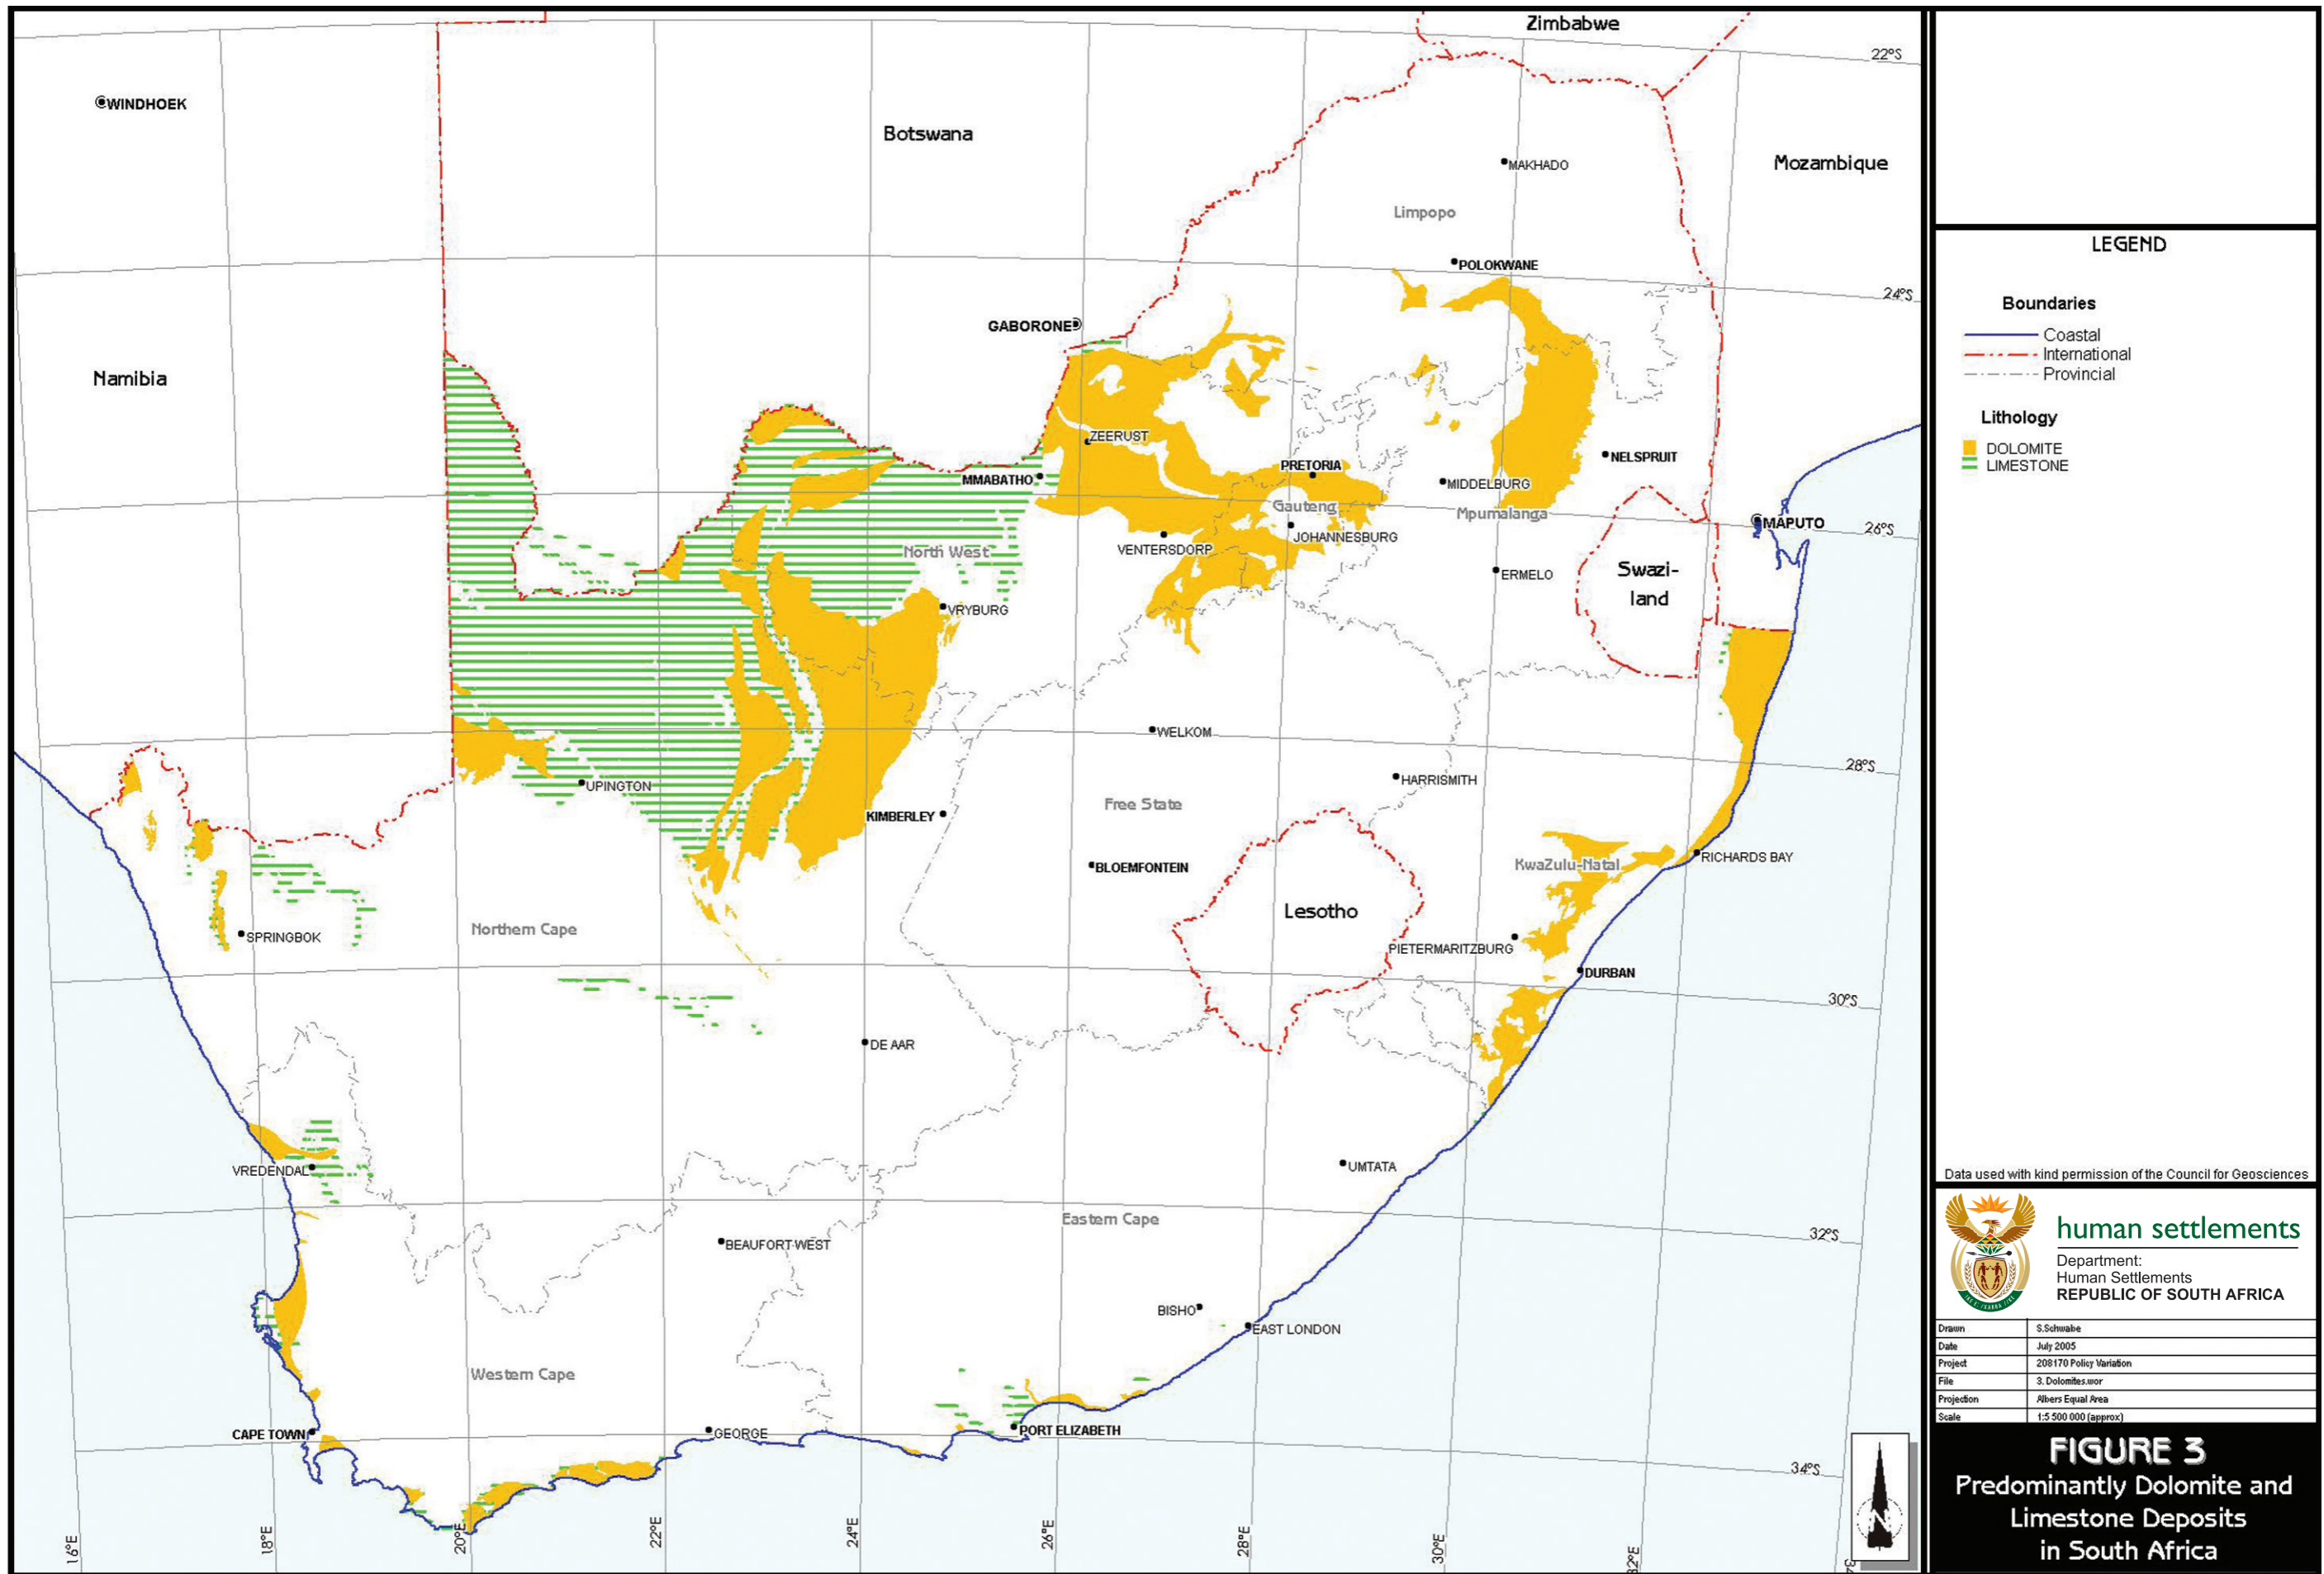 Zimbabwe
22°S
WINDHOEK
Botswana
Mozambique
MAKHADO
Limpopo
POLOKWANE
24°S
GABORONE
Namibia
ZEERUST
PRETORIA
NELSPRUIT
MMABATHO
MIDDELBURG
Gauteng
Mpumalanga
MAPUTO
26°S
JOHANNESBURG
VENTERSDORP
North West
ERMELO
Swazi-
land
VRYBURG
WELKOM
28°S
HARRISMITH
UPINGTON
Free State
KIMBERLEY
RICHARDS BAY
KwaZulu-Natal
BLOEMFONTEIN
Lesotho
Northern Cape
SPRINGBOK
PIETERMARITZBURG
DURBAN
30°S
DE AAR
VREDENDAL
UMTATA
Eastern Cape
32°S
BEAUFORT WEST
BISHO
EAST LONDON
Western Cape
CAPE TOWN
GEORGE
PORT ELIZABETH
34°S
16°E
18°E
20°E
22°E
24°E
26°E
28°E
30°E
32°E
N
LEGEND
Boundaries
Coastal
International
Provincial
Lithology
DOLOMITE
LIMESTONE
Data used with kind permission of the Council for Geosciences
human settlements
Department:
Human Settlements
REPUBLIC OF SOUTH AFRICA
Drawn S.Schwabe
Date July 2005
Project 208170 Policy Variation
File 3. Dolomites.wor
Projection Albers Equal Area
Scale 1:5 500 000 (approx)
FIGURE 3
Predominantly Dolomite and
Limestone Deposits
in South Africa